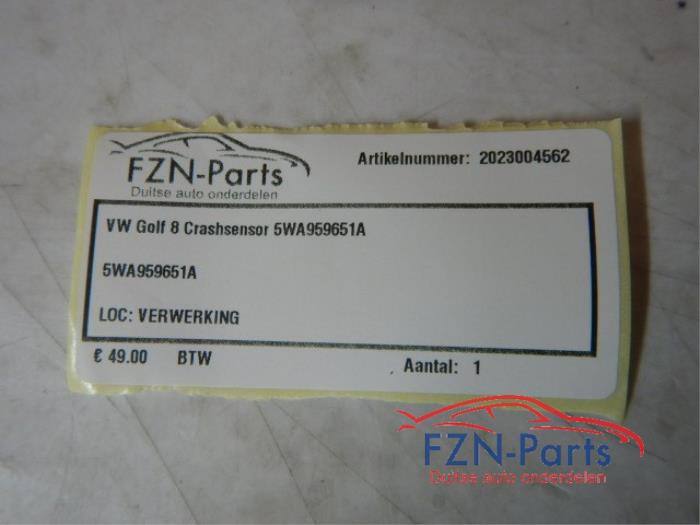 FZN-Parts
Duitse auto onderdelen
Artikelnummer: 2023004562
VW Golf 8 Crashsensor 5WA959651A
5WA959651A
LOC: VERWERKING
€ 49.00 BTW
Aantal: 1
FZN-Parts
Duitse auto onderdelen